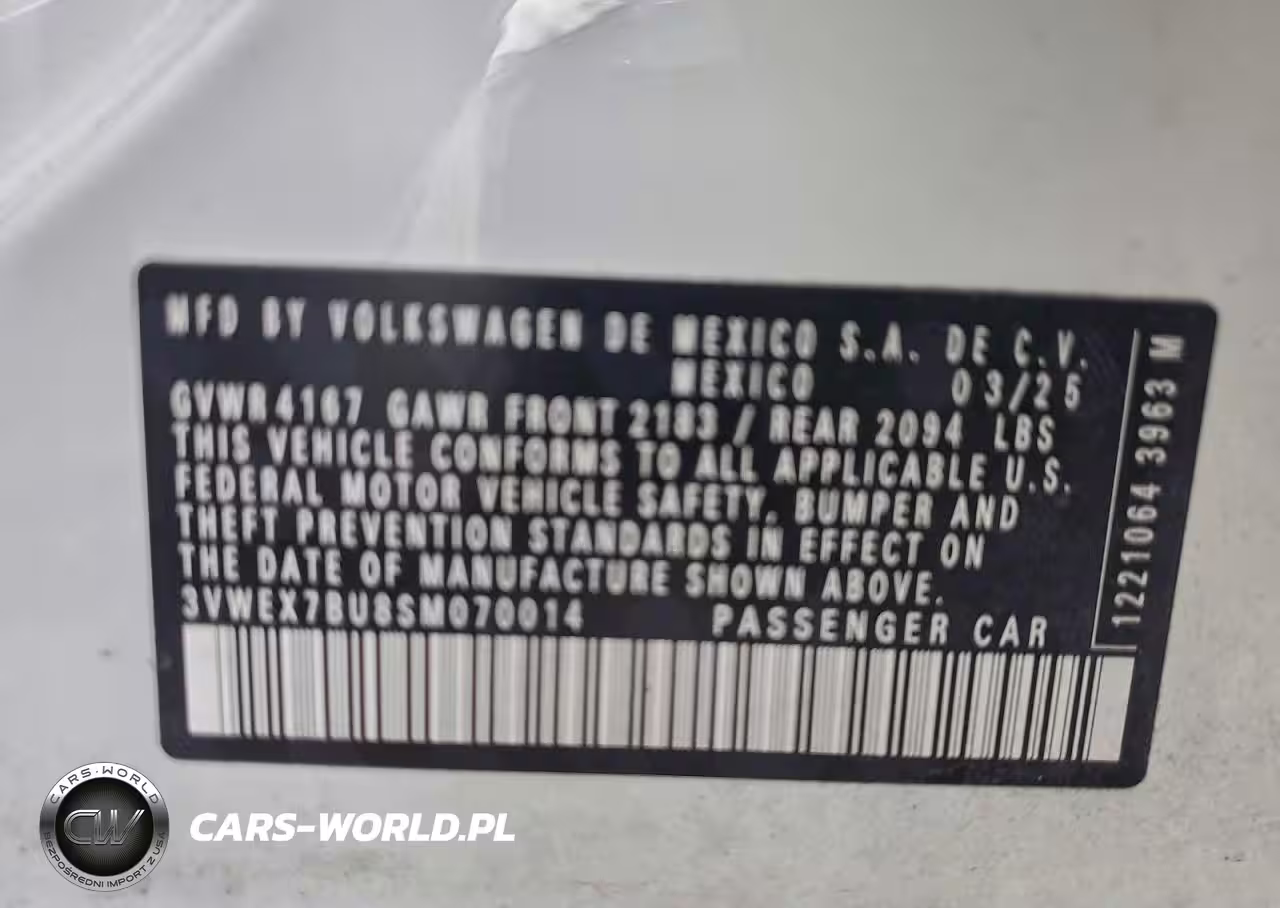 MFD BY VOLKSWAGEN DE MEXICO S.A. DE C.V.
MEXICO 03/25
GVWR 4167 GAWR FRONT 2183 / REAR 2094 LBS
THIS VEHICLE CONFORMS TO ALL APPLICABLE U.S.
FEDERAL MOTOR VEHICLE SAFETY, BUMPER AND
THEFT PREVENTION STANDARDS IN EFFECT ON
THE DATE OF MANUFACTURE SHOWN ABOVE.
3VWEX7BU8SM070014 PASSENGER CAR
1221064 3963 M
CARS-WORLD
CW
BEZPOŚREDNI IMPORT Z USA
CARS-WORLD.PL